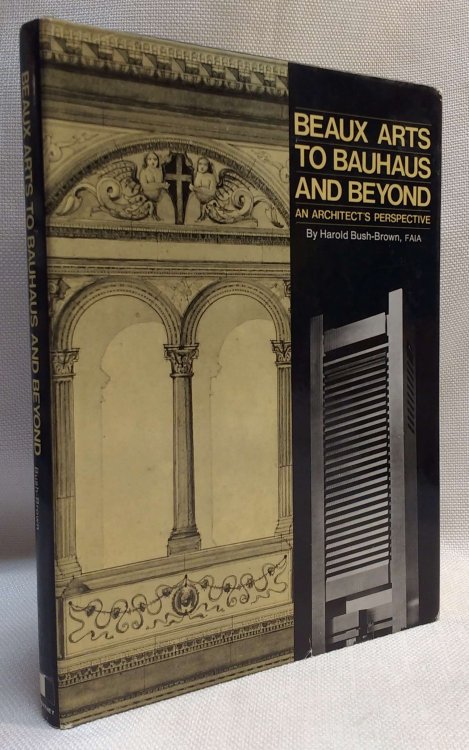 BEAUX ARTS
TO BAUHAUS
AND BEYOND
AN ARCHITECT'S PERSPECTIVE
By Harold Bush-Brown, FAIA
BEAUX ARTS TO BAUHAUS AND BEYOND
Bush-Brown